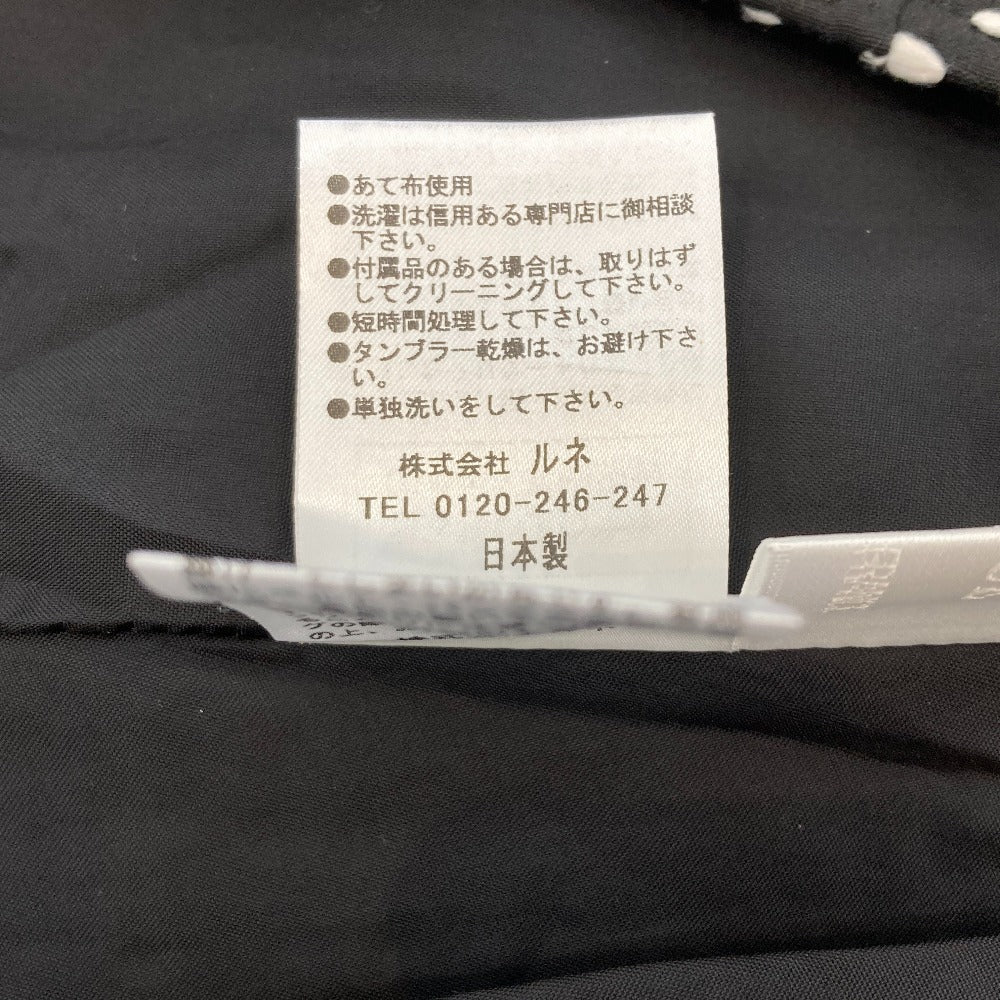 ●あて布使用
●洗濯は信用ある専門店に御相談
下さい。
●付属品のある場合は、取りはず
してクリーニングして下さい。
●短時間処理して下さい。
●タンブラー乾燥は、お避け下さ
い。
●単独洗いをして下さい。
株式会社 ルネ
TEL 0120-246-247
日本製
の上、